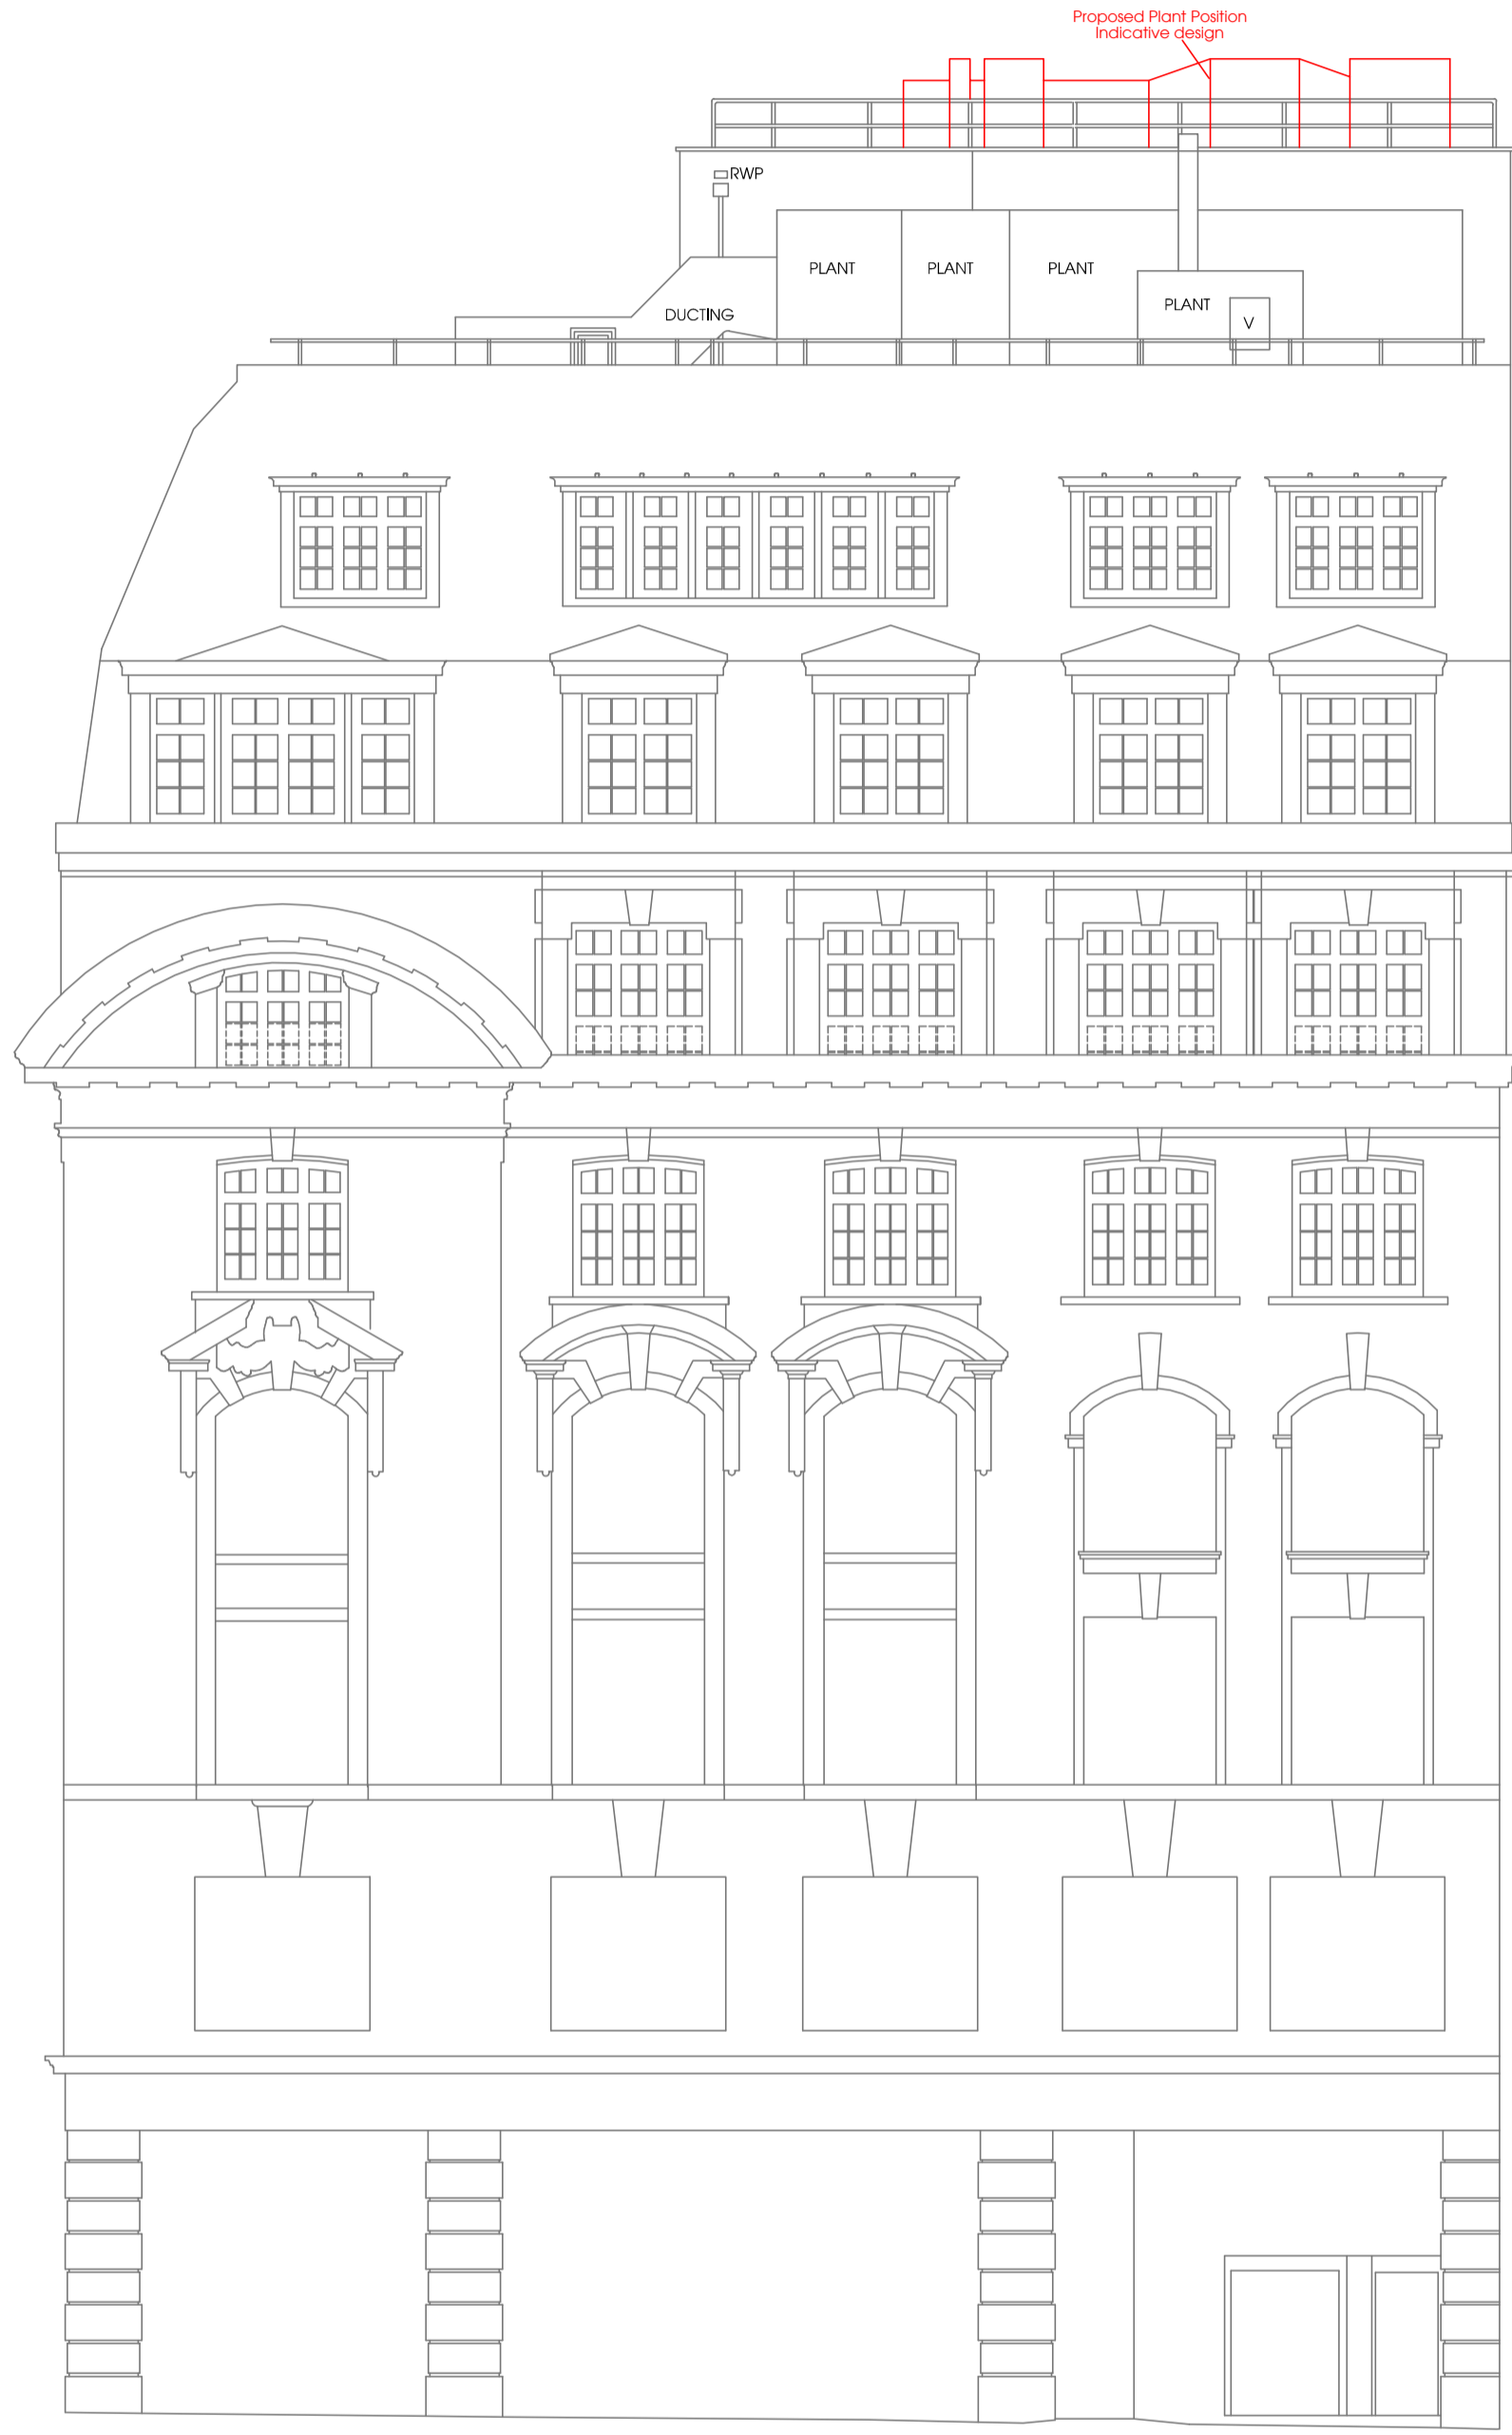 Proposed Plant Position
Indicative design
RWP
PLANT
PLANT
PLANT
PLANT
V
DUCTING